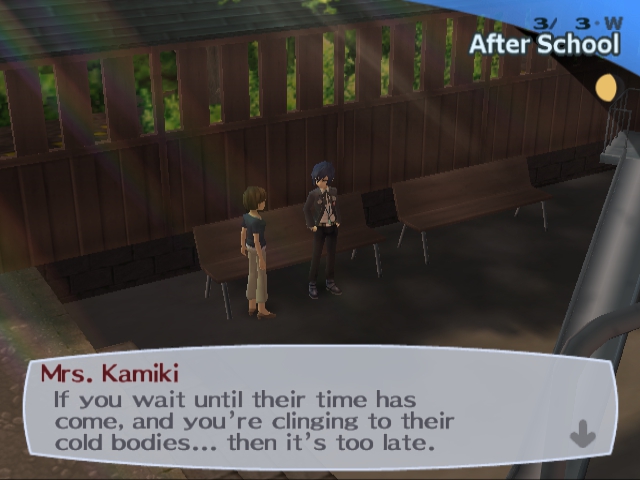 3/ 3・W
After School
Mrs. Kamiki
If you wait until their time has
come, and you're clinging to their
cold bodies... then it's too late.